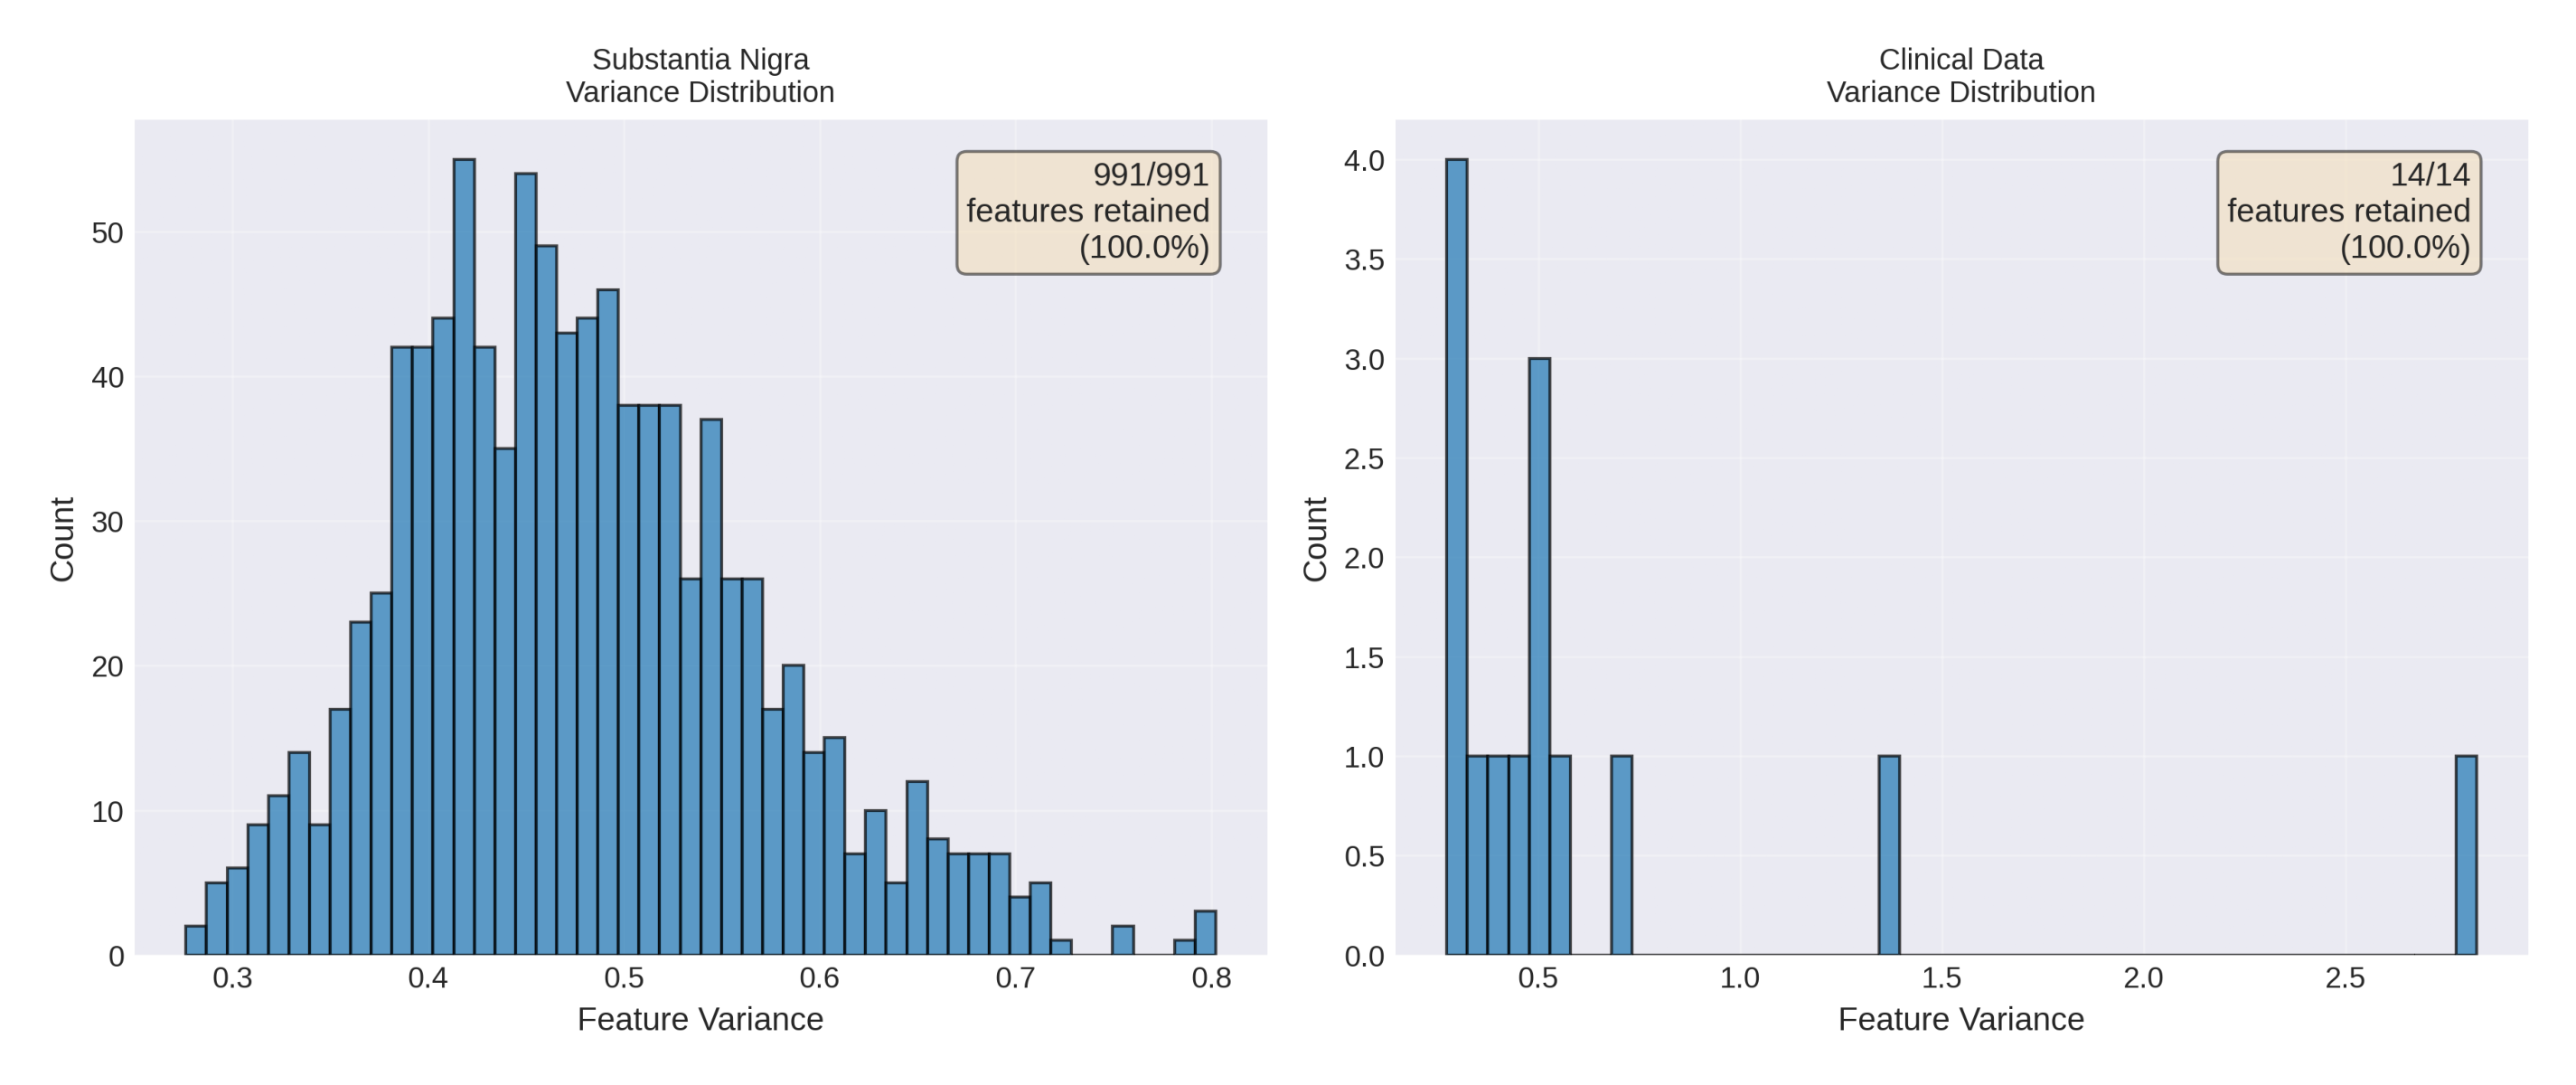 Substantia Nigra
Variance Distribution
991/991
features retained
(100.0%)
50
40
30
20
10
0
Count
0.3 0.4 0.5 0.6 0.7 0.8
Feature Variance
Clinical Data
Variance Distribution
14/14
features retained
(100.0%)
4.0
3.5
3.0
2.5
2.0
1.5
1.0
0.5
0.0
Count
0.5 1.0 1.5 2.0 2.5
Feature Variance